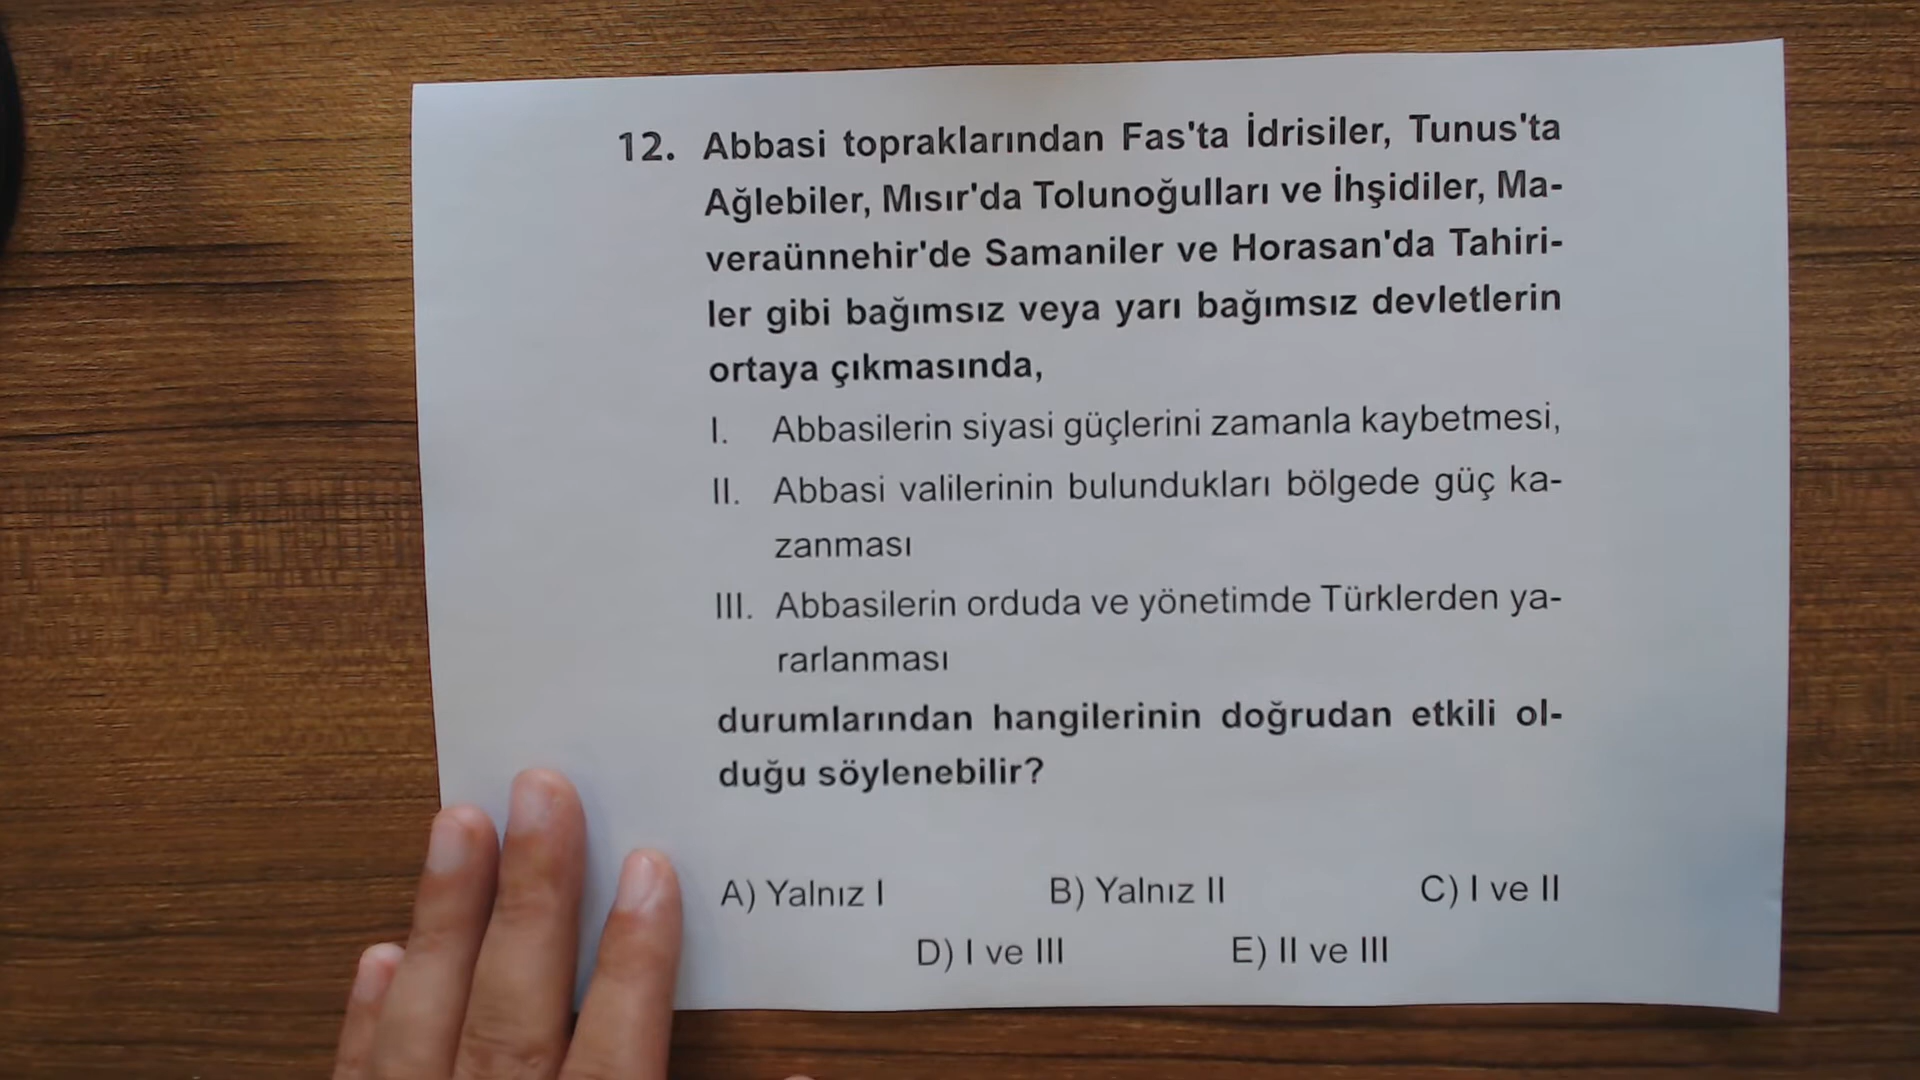 12. Abbasi topraklarından Fas'ta İdrisiler, Tunus'ta
Ağlebiler, Mısır'da Tolunoğulları ve İhşidiler, Ma-
veraünnehir'de Samaniler ve Horasan'da Tahiri-
ler gibi bağımsız veya yarı bağımsız devletlerin
ortaya çıkmasında,
I. Abbasilerin siyasi güçlerini zamanla kaybetmesi,
II. Abbasi valilerinin bulundukları bölgede güç ka-
zanması
III. Abbasilerin orduda ve yönetimde Türklerden ya-
rarlanması
durumlarından hangilerinin doğrudan etkili ol-
duğu söylenebilir?
A) Yalnız I B) Yalnız II C) I ve II
D) I ve III E) II ve III